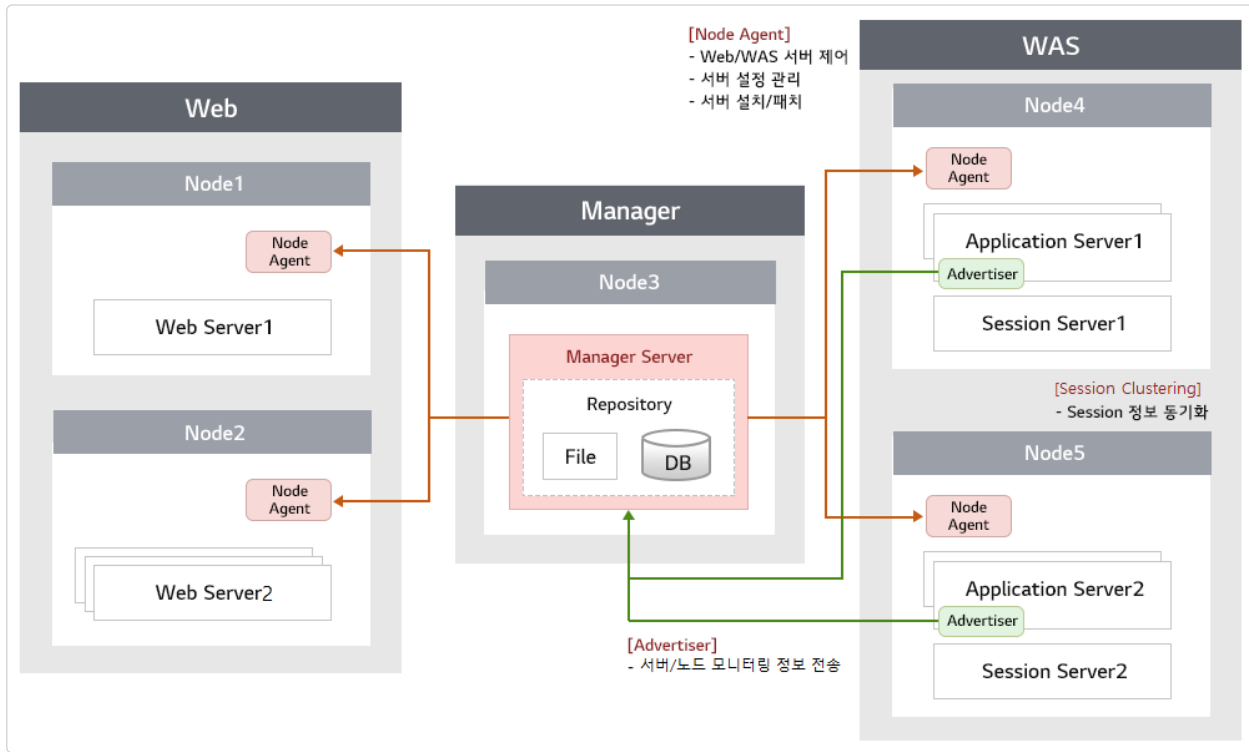 Web
Node1
Node
Agent
Web Server1
Node2
Node
Agent
Web Server2
Manager
Node3
Manager Server
Repository
File
DB
[Advertiser]
- 서버/노드 모니터링 정보 전송
[Node Agent]
- Web/WAS 서버 제어
- 서버 설정 관리
- 서버 설치/패치
WAS
Node4
Node
Agent
Application Server1
Advertiser
Session Server1
[Session Clustering]
- Session 정보 동기화
Node5
Node
Agent
Application Server2
Advertiser
Session Server2